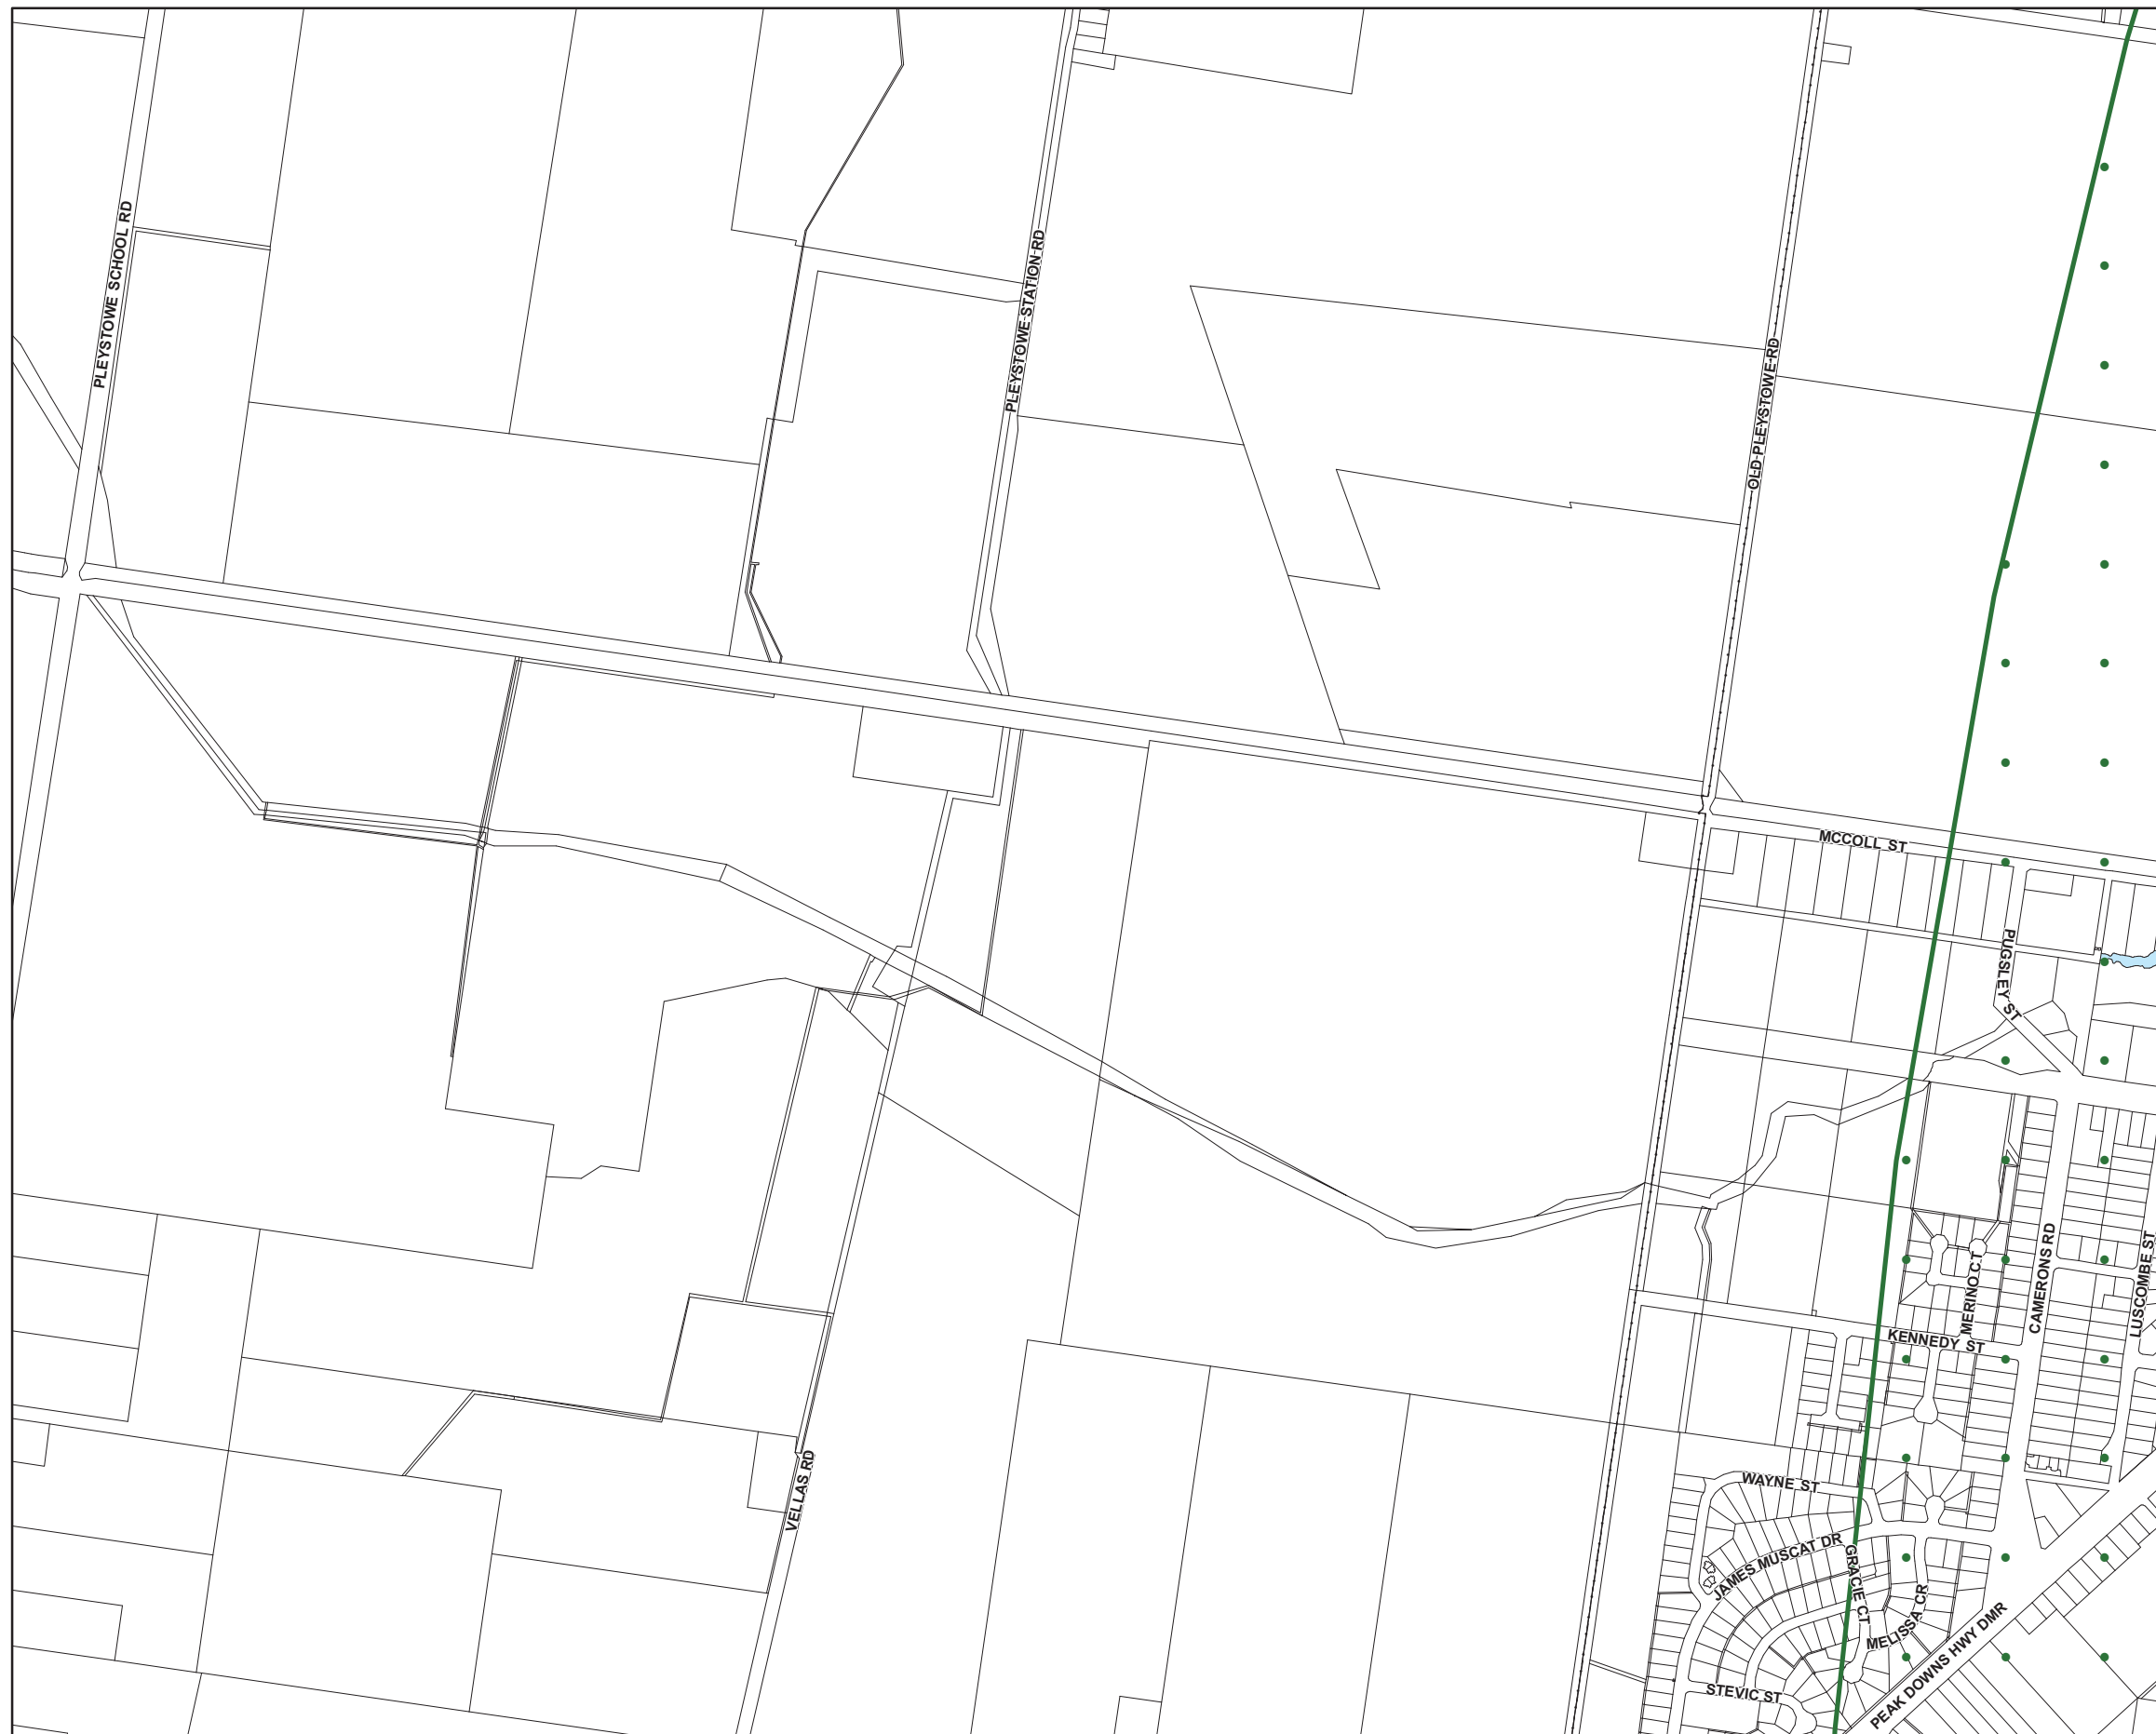 PLEYSTOWE SCHOOL RD
PLEYSTOWE STATION RD
OLD PLEYSTOWE RD
MCCOLL ST
PUGSLEY ST
CAMERONS RD
LUSCOMBE ST
MERINO CT
KENNEDY ST
VELLAS RD
WAYNE ST
JAMES MUSCAT DR
GRACIE CT
MELISSA CR
PEAK DOWNS HWY DMR
STEVIC ST